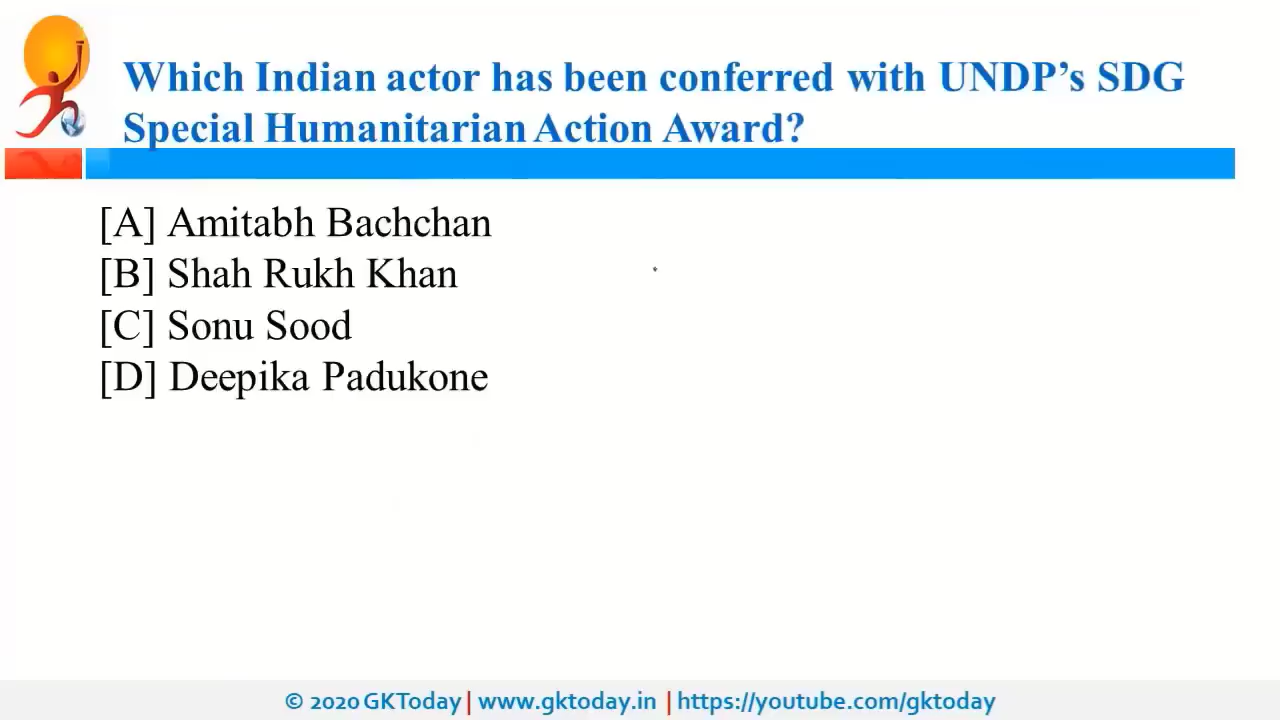 Which Indian actor has been conferred with UNDP’s SDG
Special Humanitarian Action Award?
[A] Amitabh Bachchan
[B] Shah Rukh Khan
[C] Sonu Sood
[D] Deepika Padukone
© 2020 GKToday | www.gktoday.in | https://youtube.com/gktoday